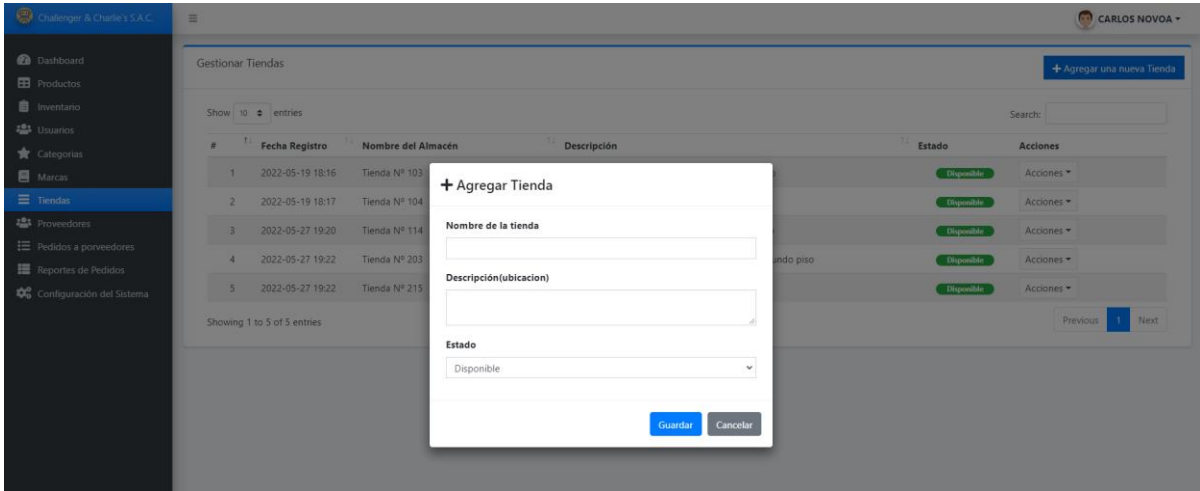 Challenger & Charlie's S.A.C.
CARLOS NOVOA
Dashboard
Productos
Inventario
Usuarios
Categorias
Marcas
Tiendas
Proveedores
Pedidos a porveedores
Reportes de Pedidos
Configuración del Sistema
Gestionar Tiendas
+ Agregar una nueva Tienda
Show 10 entries
Search:
# Fecha Registro Nombre del Almacén Descripción Estado Acciones
1 2022-05-19 18:16 Tienda Nº 103 Disponible Acciones
2 2022-05-19 18:17 Tienda Nº 104 Disponible Acciones
3 2022-05-27 19:20 Tienda Nº 114 Disponible Acciones
4 2022-05-27 19:22 Tienda Nº 203 piso Disponible Acciones
5 2022-05-27 19:22 Tienda Nº 215 Disponible Acciones
Showing 1 to 5 of 5 entries
Previous 1 Next
+ Agregar Tienda
Nombre de la tienda
Descripción(ubicacion)
Estado
Disponible
Guardar Cancelar